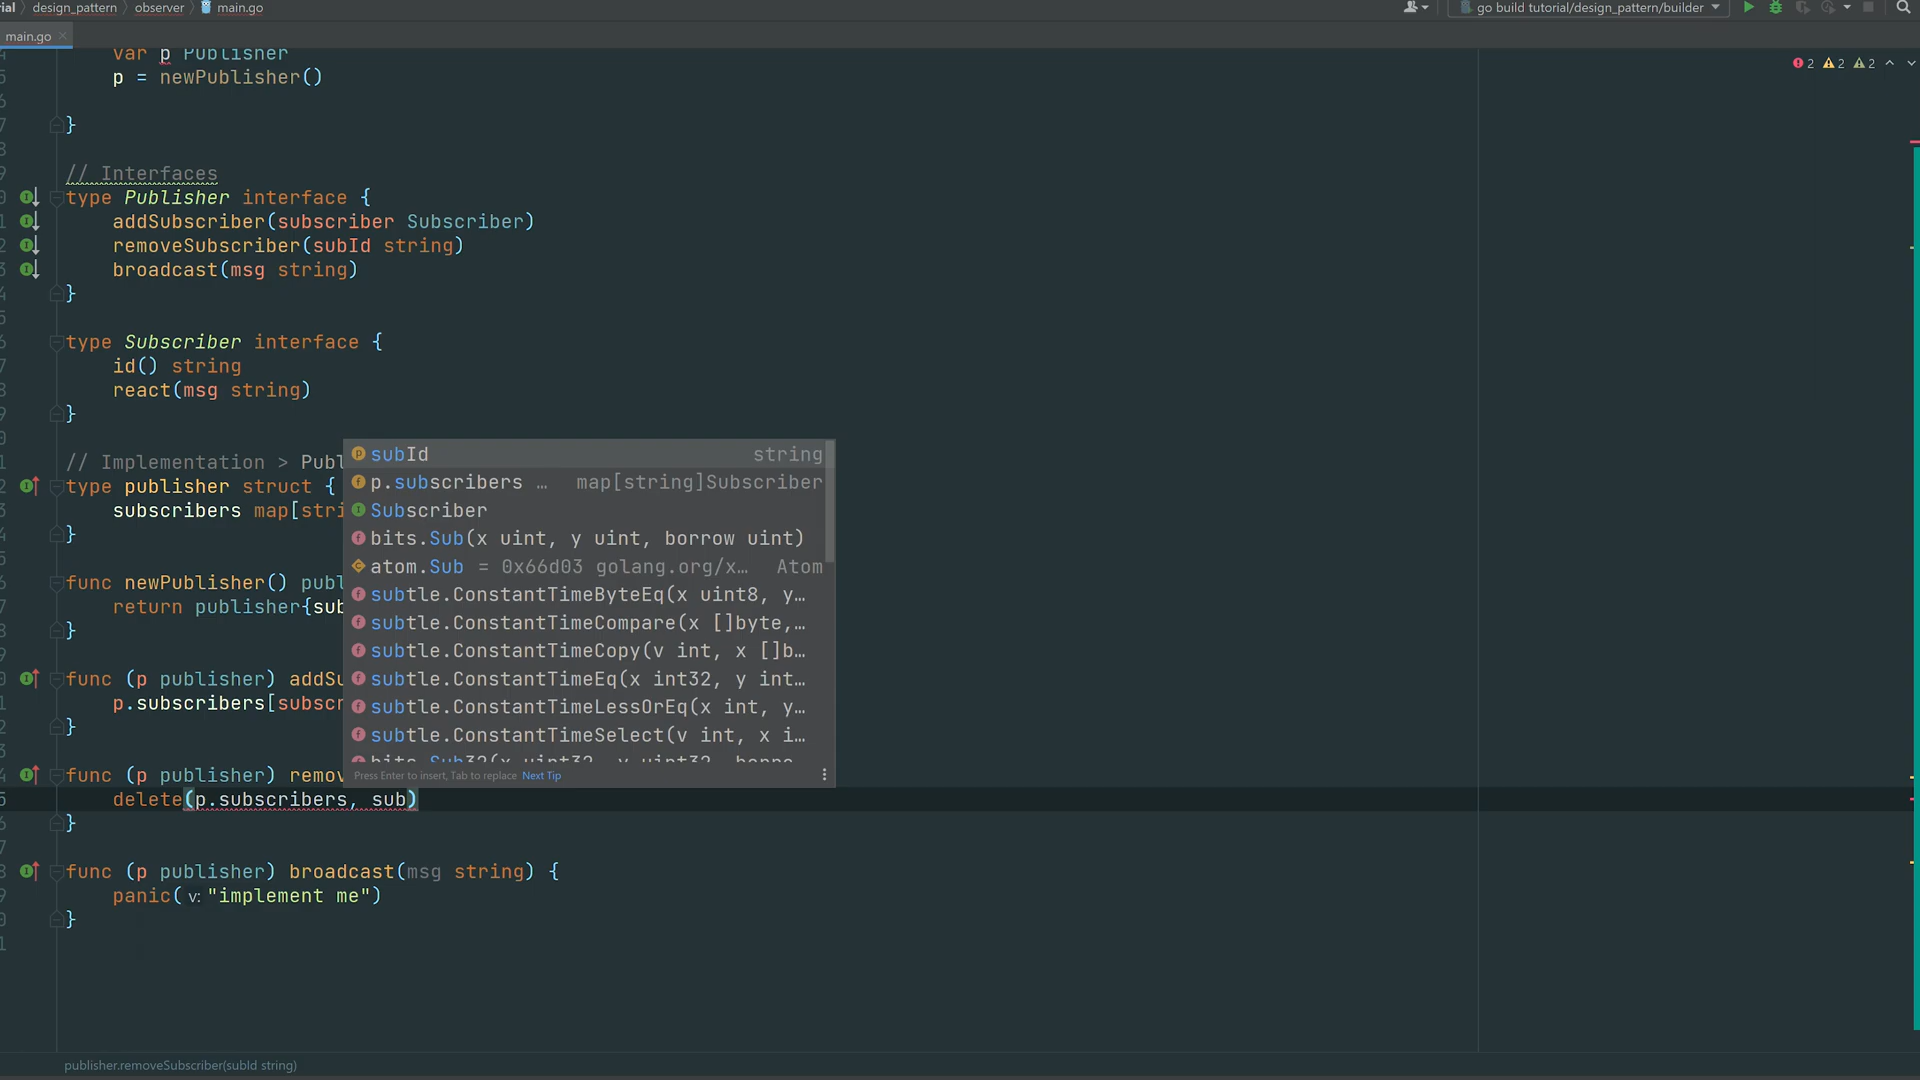 rial design_pattern observer main.go go build tutorial/design_pattern/builder
main.go
2 2 2
var p Publisher
p = newPublisher()
}
// Interfaces
type Publisher interface {
addSubscriber(subscriber Subscriber)
removeSubscriber(subId string)
broadcast(msg string)
}
type Subscriber interface {
id() string
react(msg string)
}
// Implementation > Publ
type publisher struct {
subscribers map[stri
}
func newPublisher() publ
return publisher{sub
}
func (p publisher) addSu
p.subscribers[subscr
}
func (p publisher) remov
delete(p.subscribers, sub)
}
func (p publisher) broadcast(msg string) {
panic( v: "implement me")
}
subId string
p.subscribers … map[string]Subscriber
Subscriber
bits.Sub(x uint, y uint, borrow uint)
atom.Sub = 0x66d03 golang.org/x… Atom
subtle.ConstantTimeByteEq(x uint8, y…
subtle.ConstantTimeCompare(x []byte,…
subtle.ConstantTimeCopy(v int, x []b…
subtle.ConstantTimeEq(x int32, y int…
subtle.ConstantTimeLessOrEq(x int, y…
subtle.ConstantTimeSelect(v int, x i…
bits.Sub32(x uint32, y uint32, borro
Press Enter to insert, Tab to replace Next Tip
publisher.removeSubscriber(subId string)